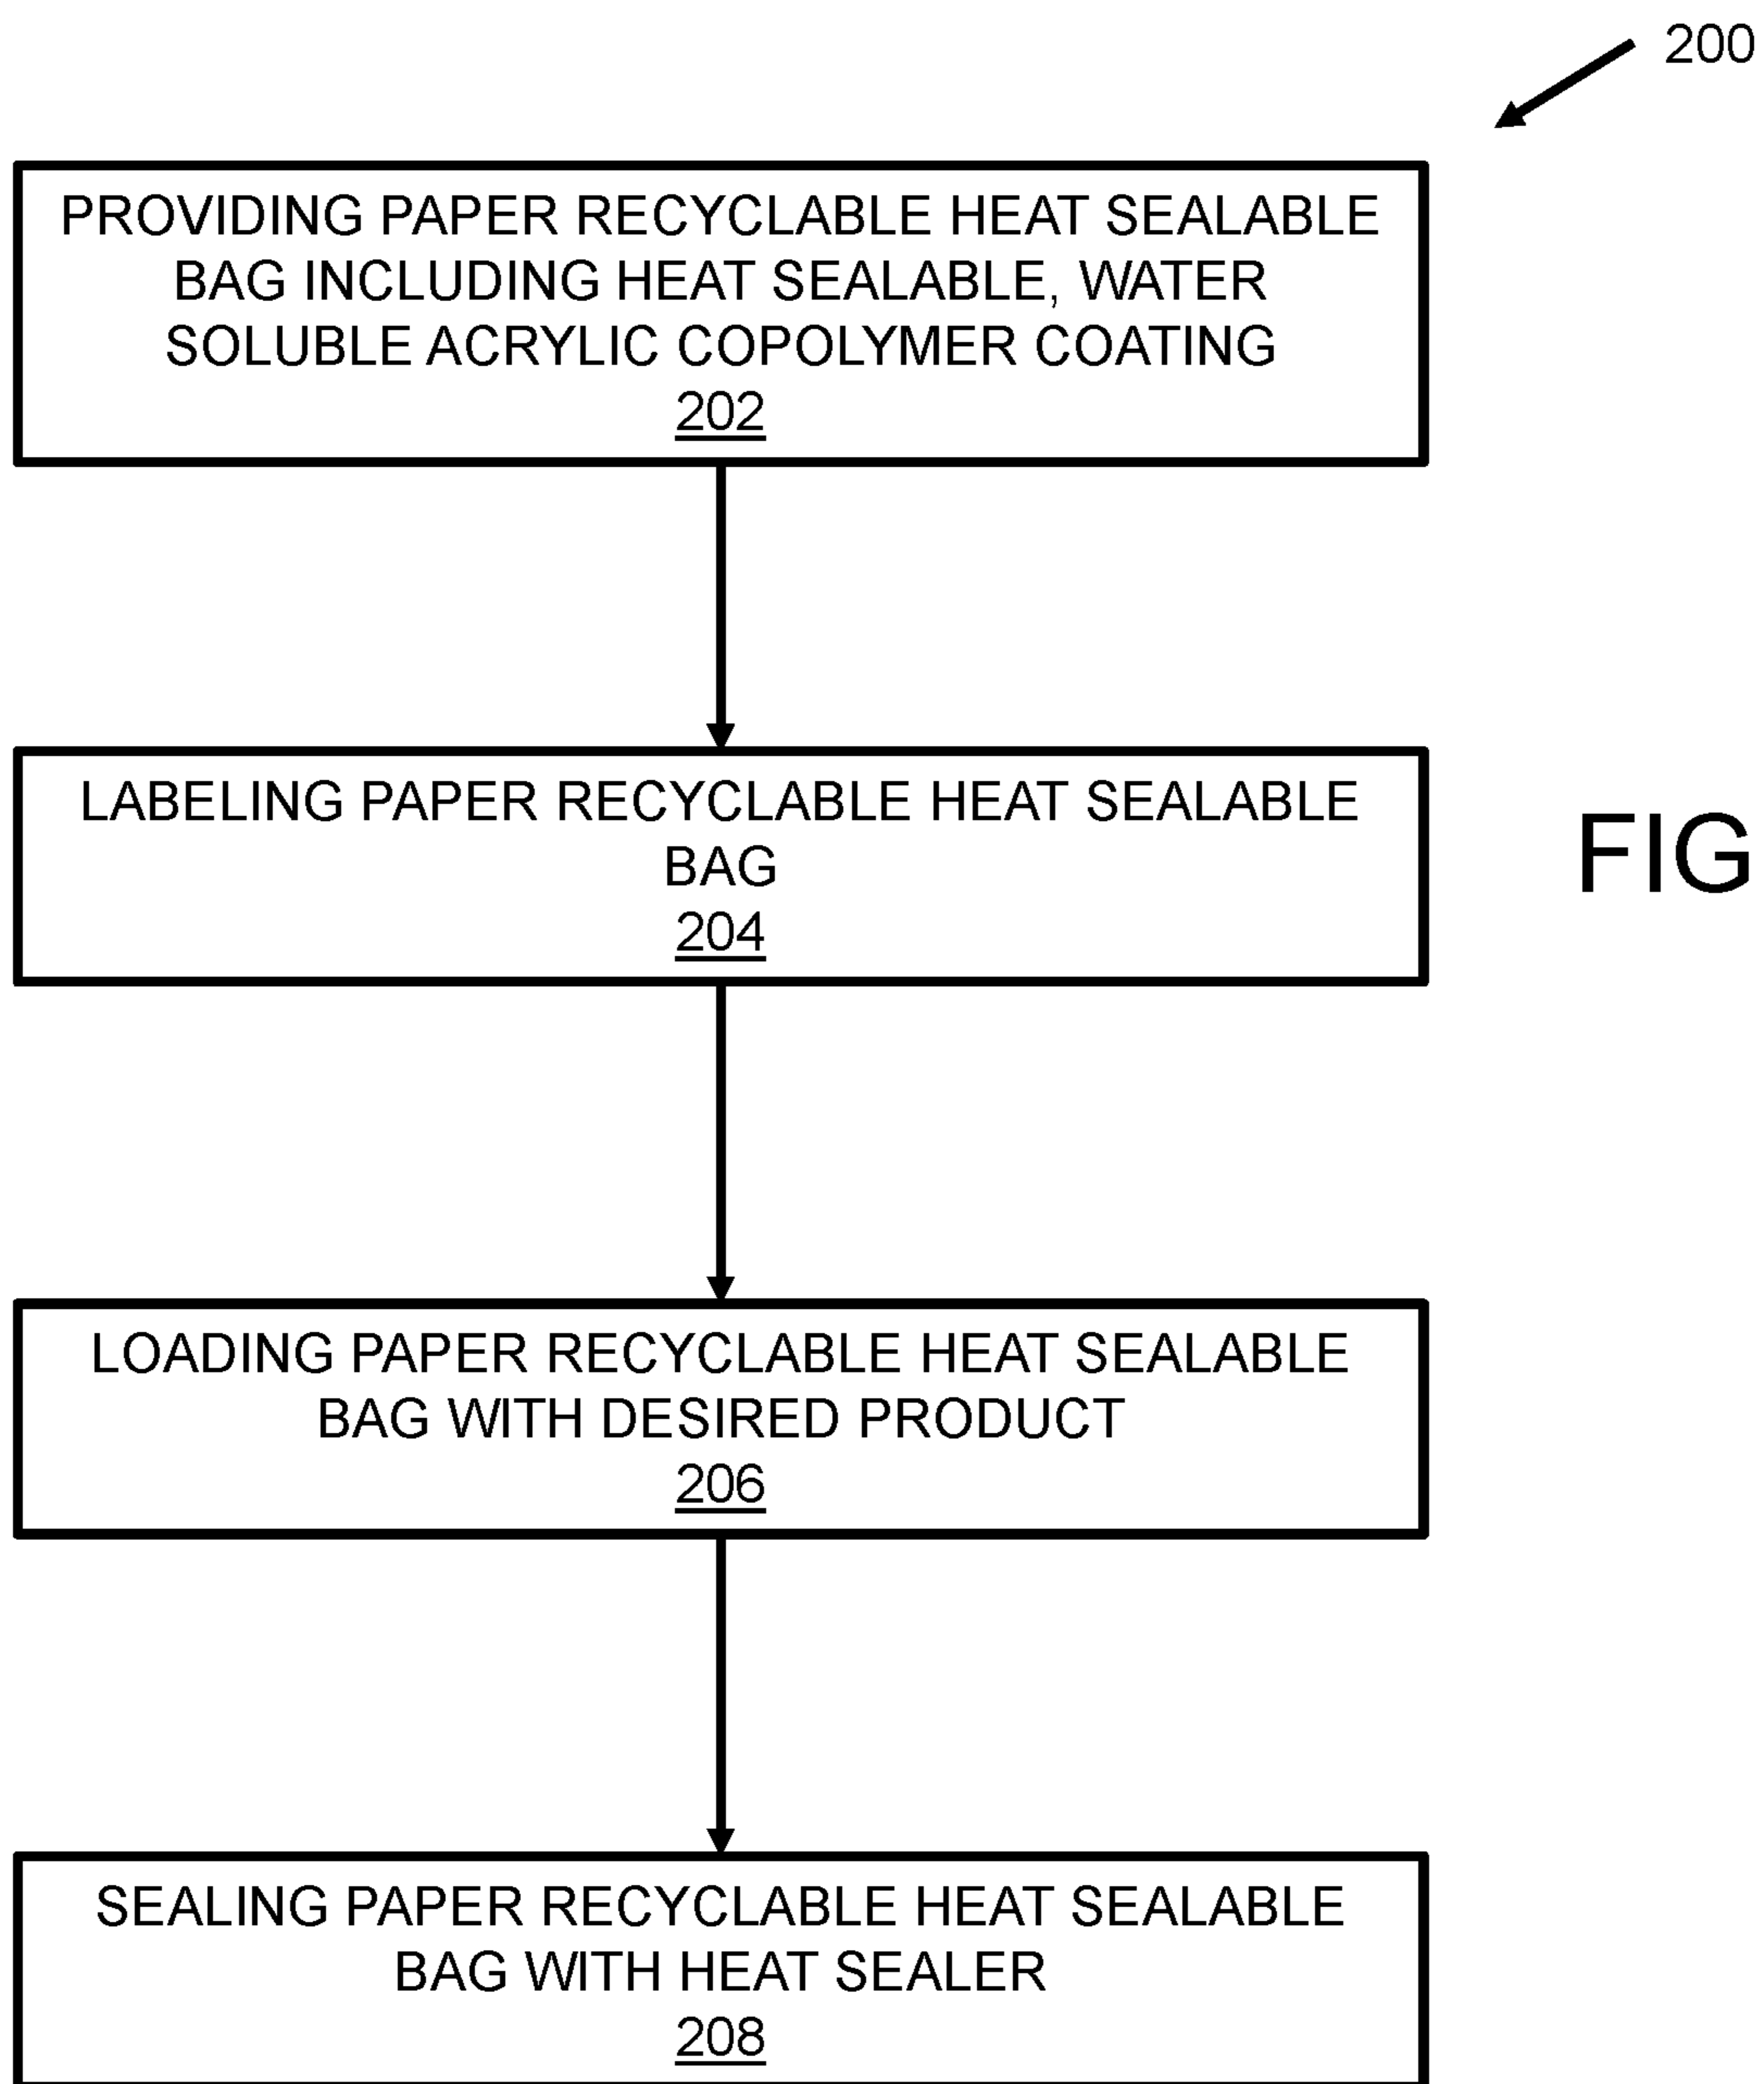 200
PROVIDING PAPER RECYCLABLE HEAT SEALABLE
BAG INCLUDING HEAT SEALABLE, WATER
SOLUBLE ACRYLIC COPOLYMER COATING
202
LABELING PAPER RECYCLABLE HEAT SEALABLE
BAG
204
FIG
LOADING PAPER RECYCLABLE HEAT SEALABLE
BAG WITH DESIRED PRODUCT
206
SEALING PAPER RECYCLABLE HEAT SEALABLE
BAG WITH HEAT SEALER
208